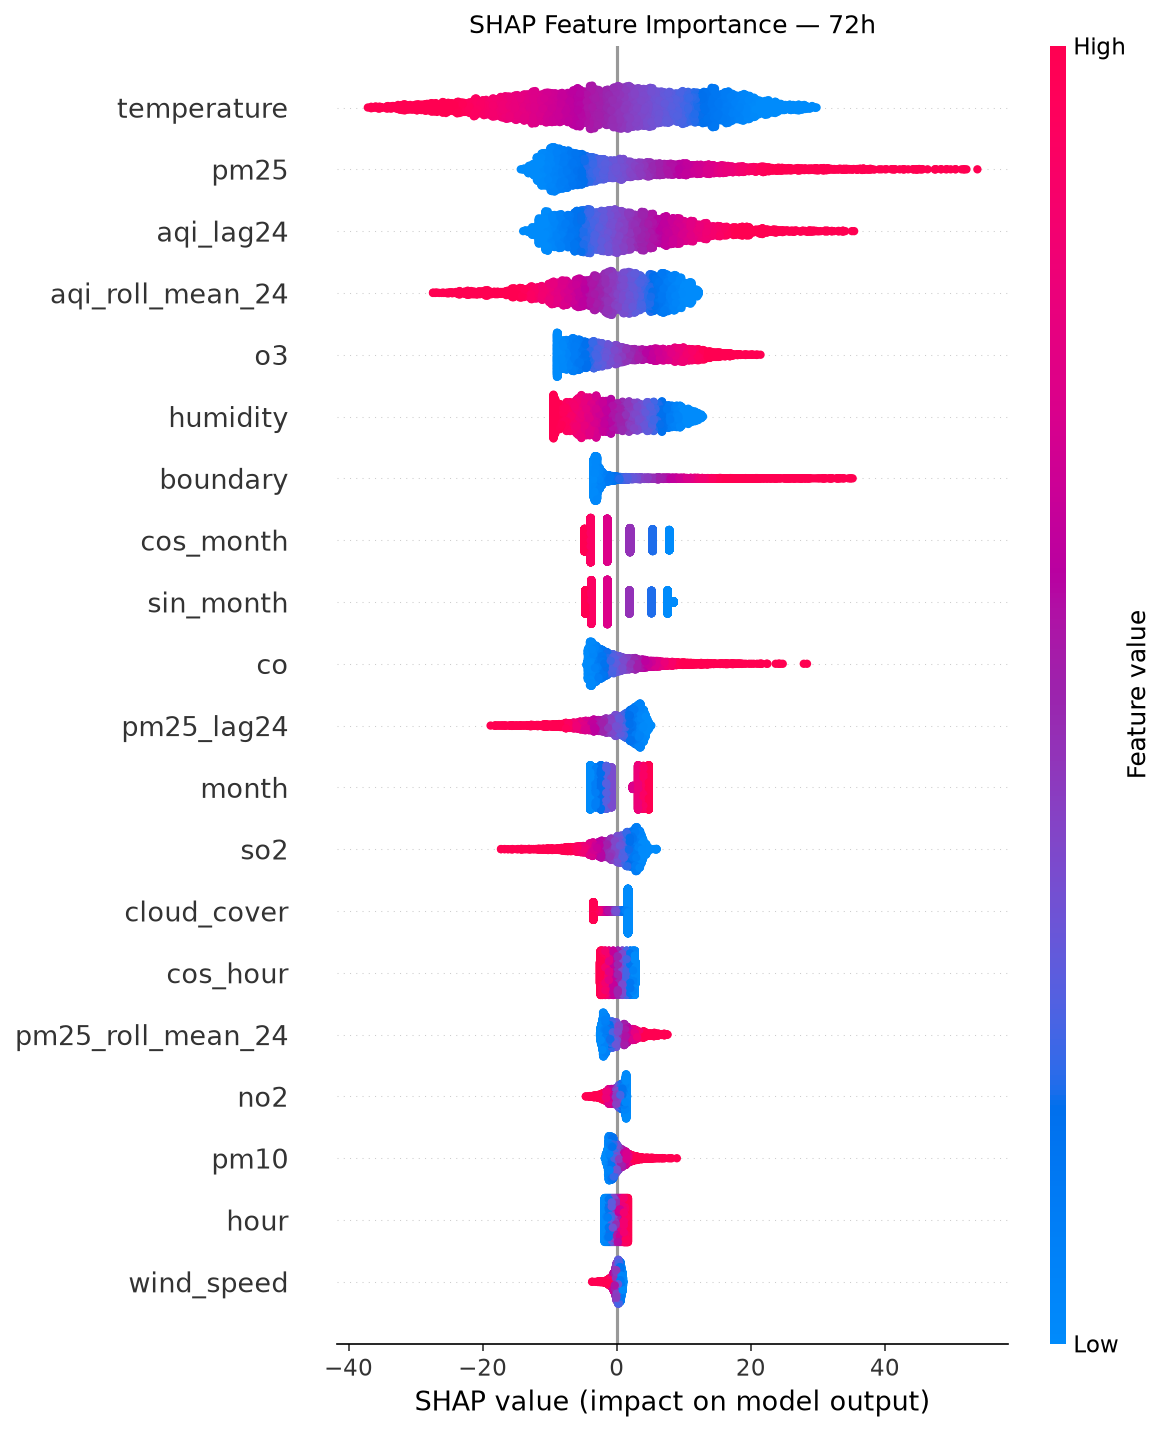 SHAP Feature Importance — 72h
High
temperature
pm25
aqi_lag24
aqi_roll_mean_24
o3
humidity
boundary
cos_month
sin_month
co
pm25_lag24
month
so2
cloud_cover
cos_hour
pm25_roll_mean_24
no2
pm10
hour
wind_speed
Feature value
Low
−40 −20 0 20 40
SHAP value (impact on model output)